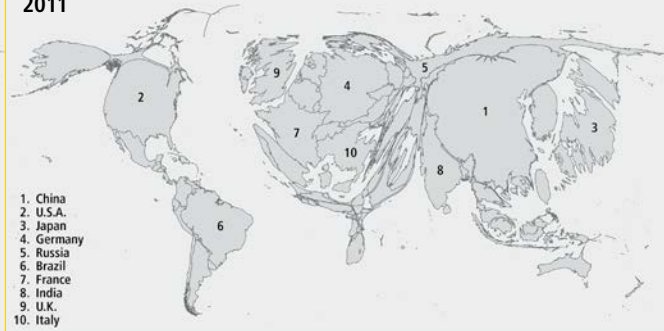 2011
9
4
5
2
1
3
7
10
8
6
1. China
2. U.S.A.
3. Japan
4. Germany
5. Russia
6. Brazil
7. France
8. India
9. U.K.
10. Italy